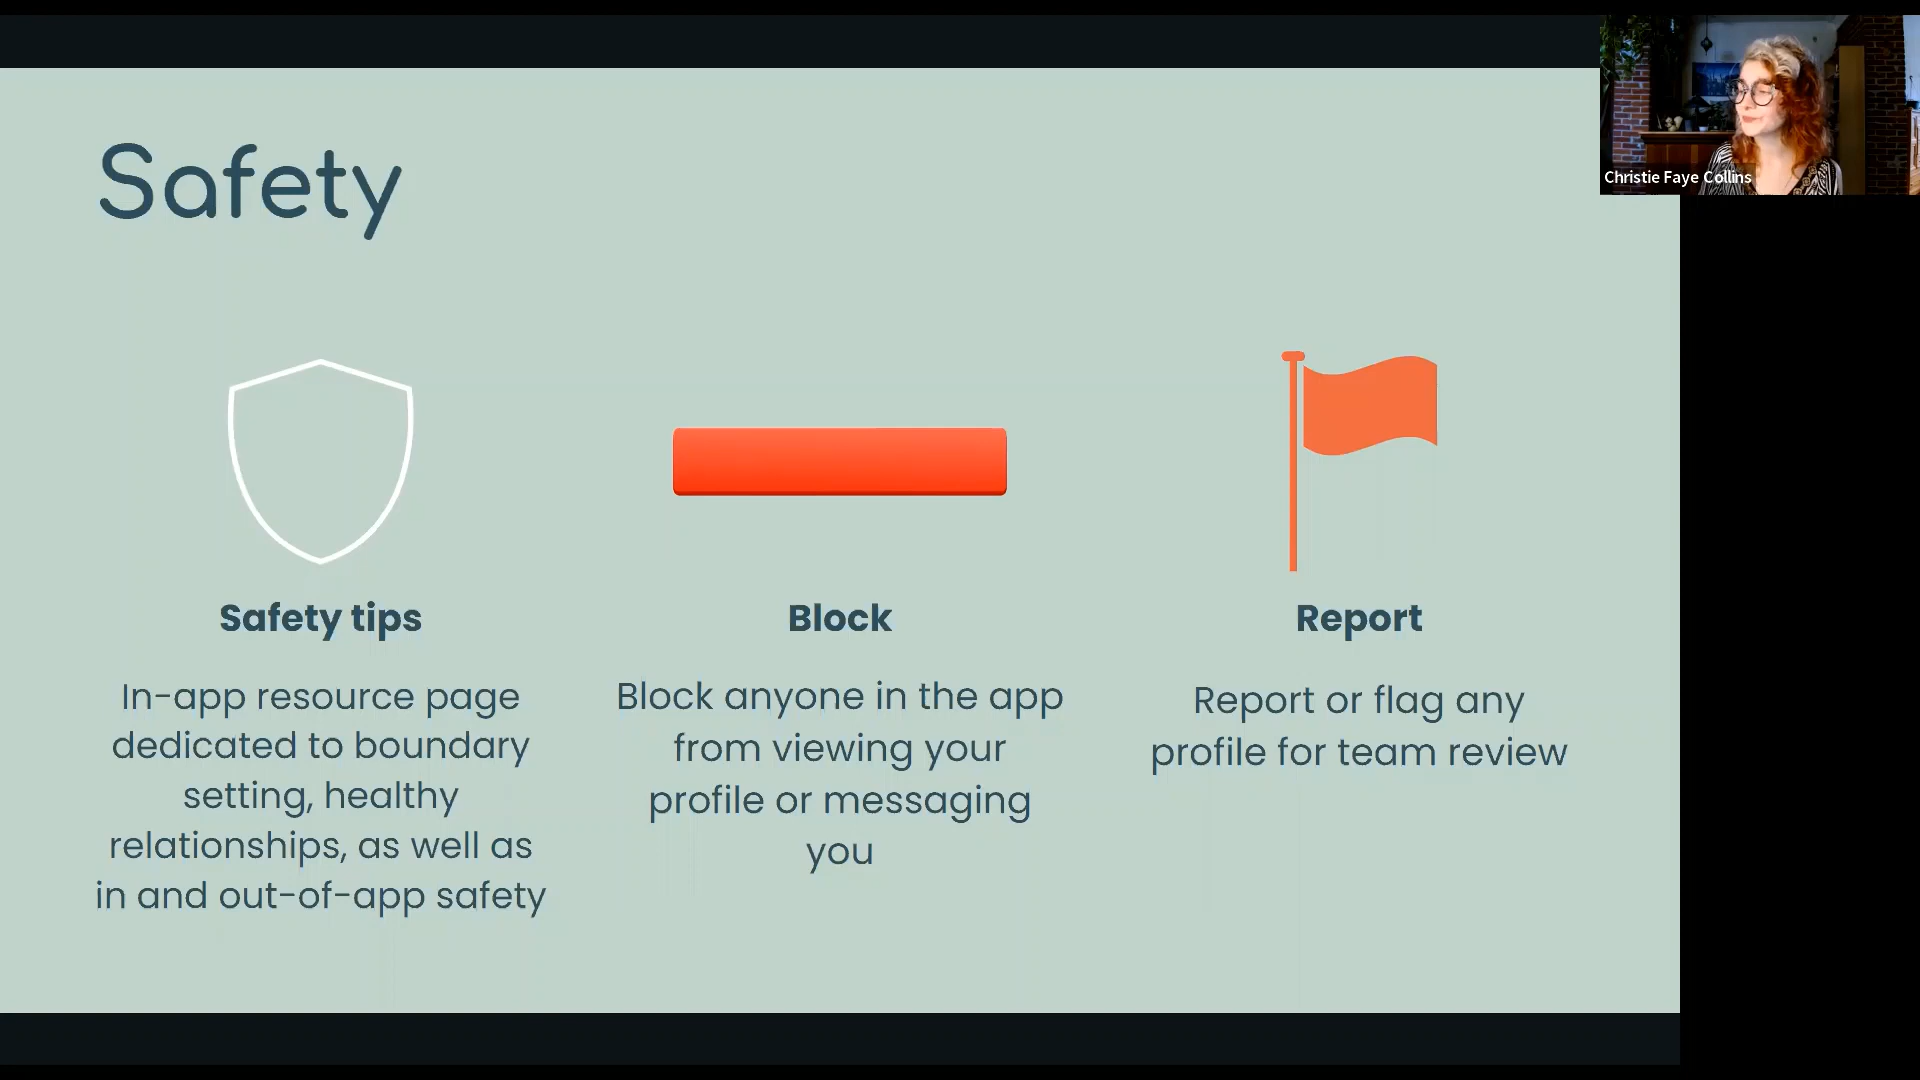 Safety
Christie Faye Collins
Safety tips
In-app resource page
dedicated to boundary
setting, healthy
relationships, as well as
in and out-of-app safety
Block
Block anyone in the app
from viewing your
profile or messaging
you
Report
Report or flag any
profile for team review